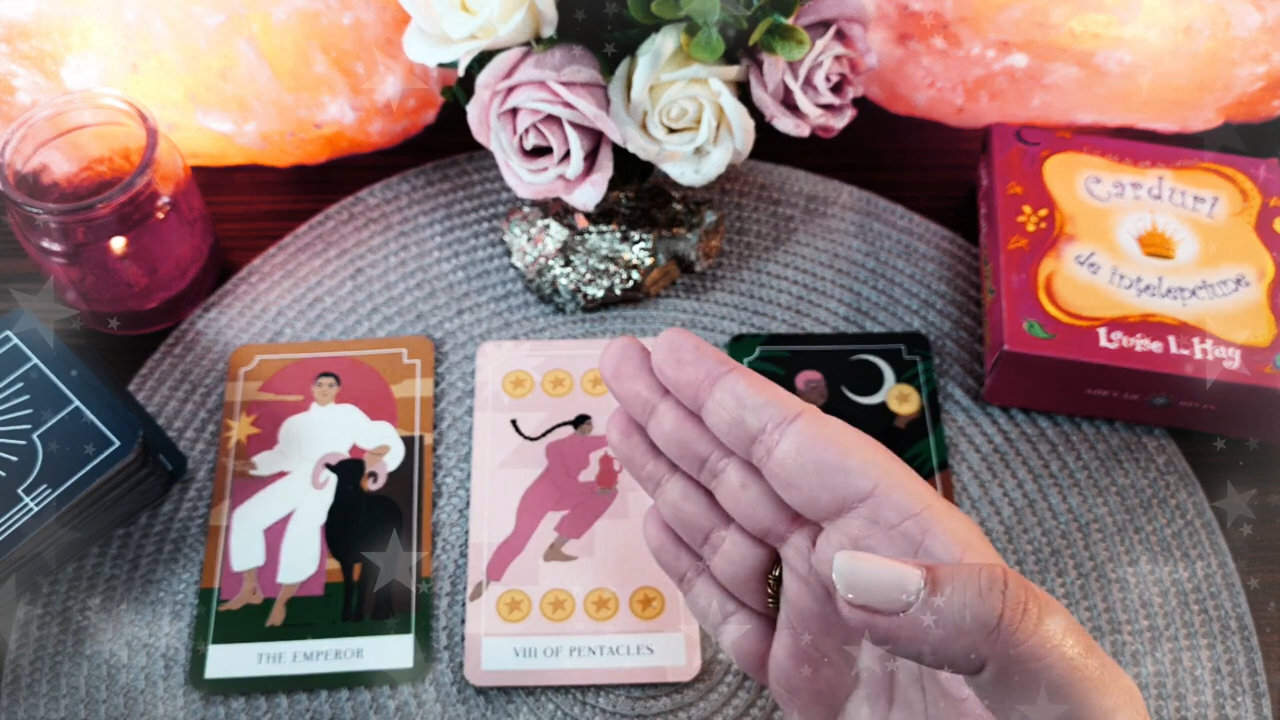 Carduri
de înțelepciune
Louise L. Hay
THE EMPEROR
VIII OF PENTACLES